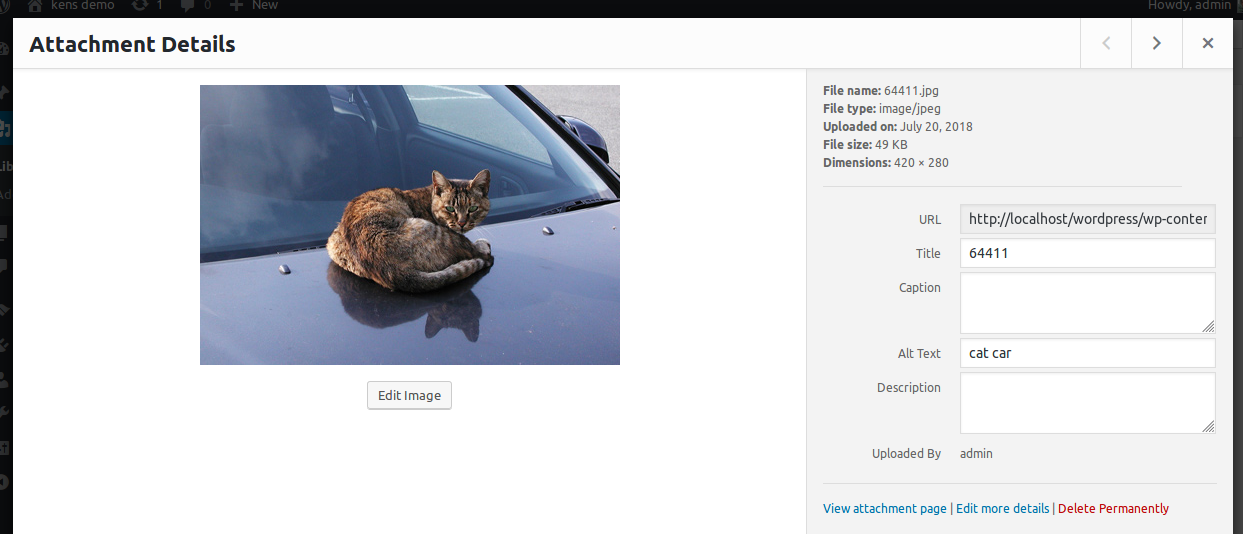 kens demo 1 0 New Howdy, admin
Attachment Details
File name: 64411.jpg
File type: image/jpeg
Uploaded on: July 20, 2018
File size: 49 KB
Dimensions: 420 × 280
URL http://localhost/wordpress/wp-conter
Title 64411
Caption
Alt Text cat car
Description
Uploaded By admin
Edit Image
View attachment page | Edit more details | Delete Permanently
Lib
Ad